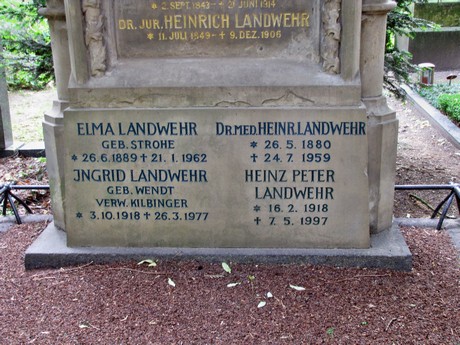 * 2 SEPT. 1843 - † 21 JUNI 1914
DR. JUR. HEINRICH LANDWEHR
* 11. JULI 1849 - † 9. DEZ. 1906
ELMA LANDWEHR
GEB. STROHE
* 26.6.1889 † 21.1.1962
JNGRID LANDWEHR
GEB. WENDT
VERW. KILBINGER
* 3.10.1918 † 26.3.1977
DR. MED. HEINR. LANDWEHR
* 26.5.1880
† 24.7.1959
HEINZ PETER
LANDWEHR
* 16.2.1918
† 7.5.1997